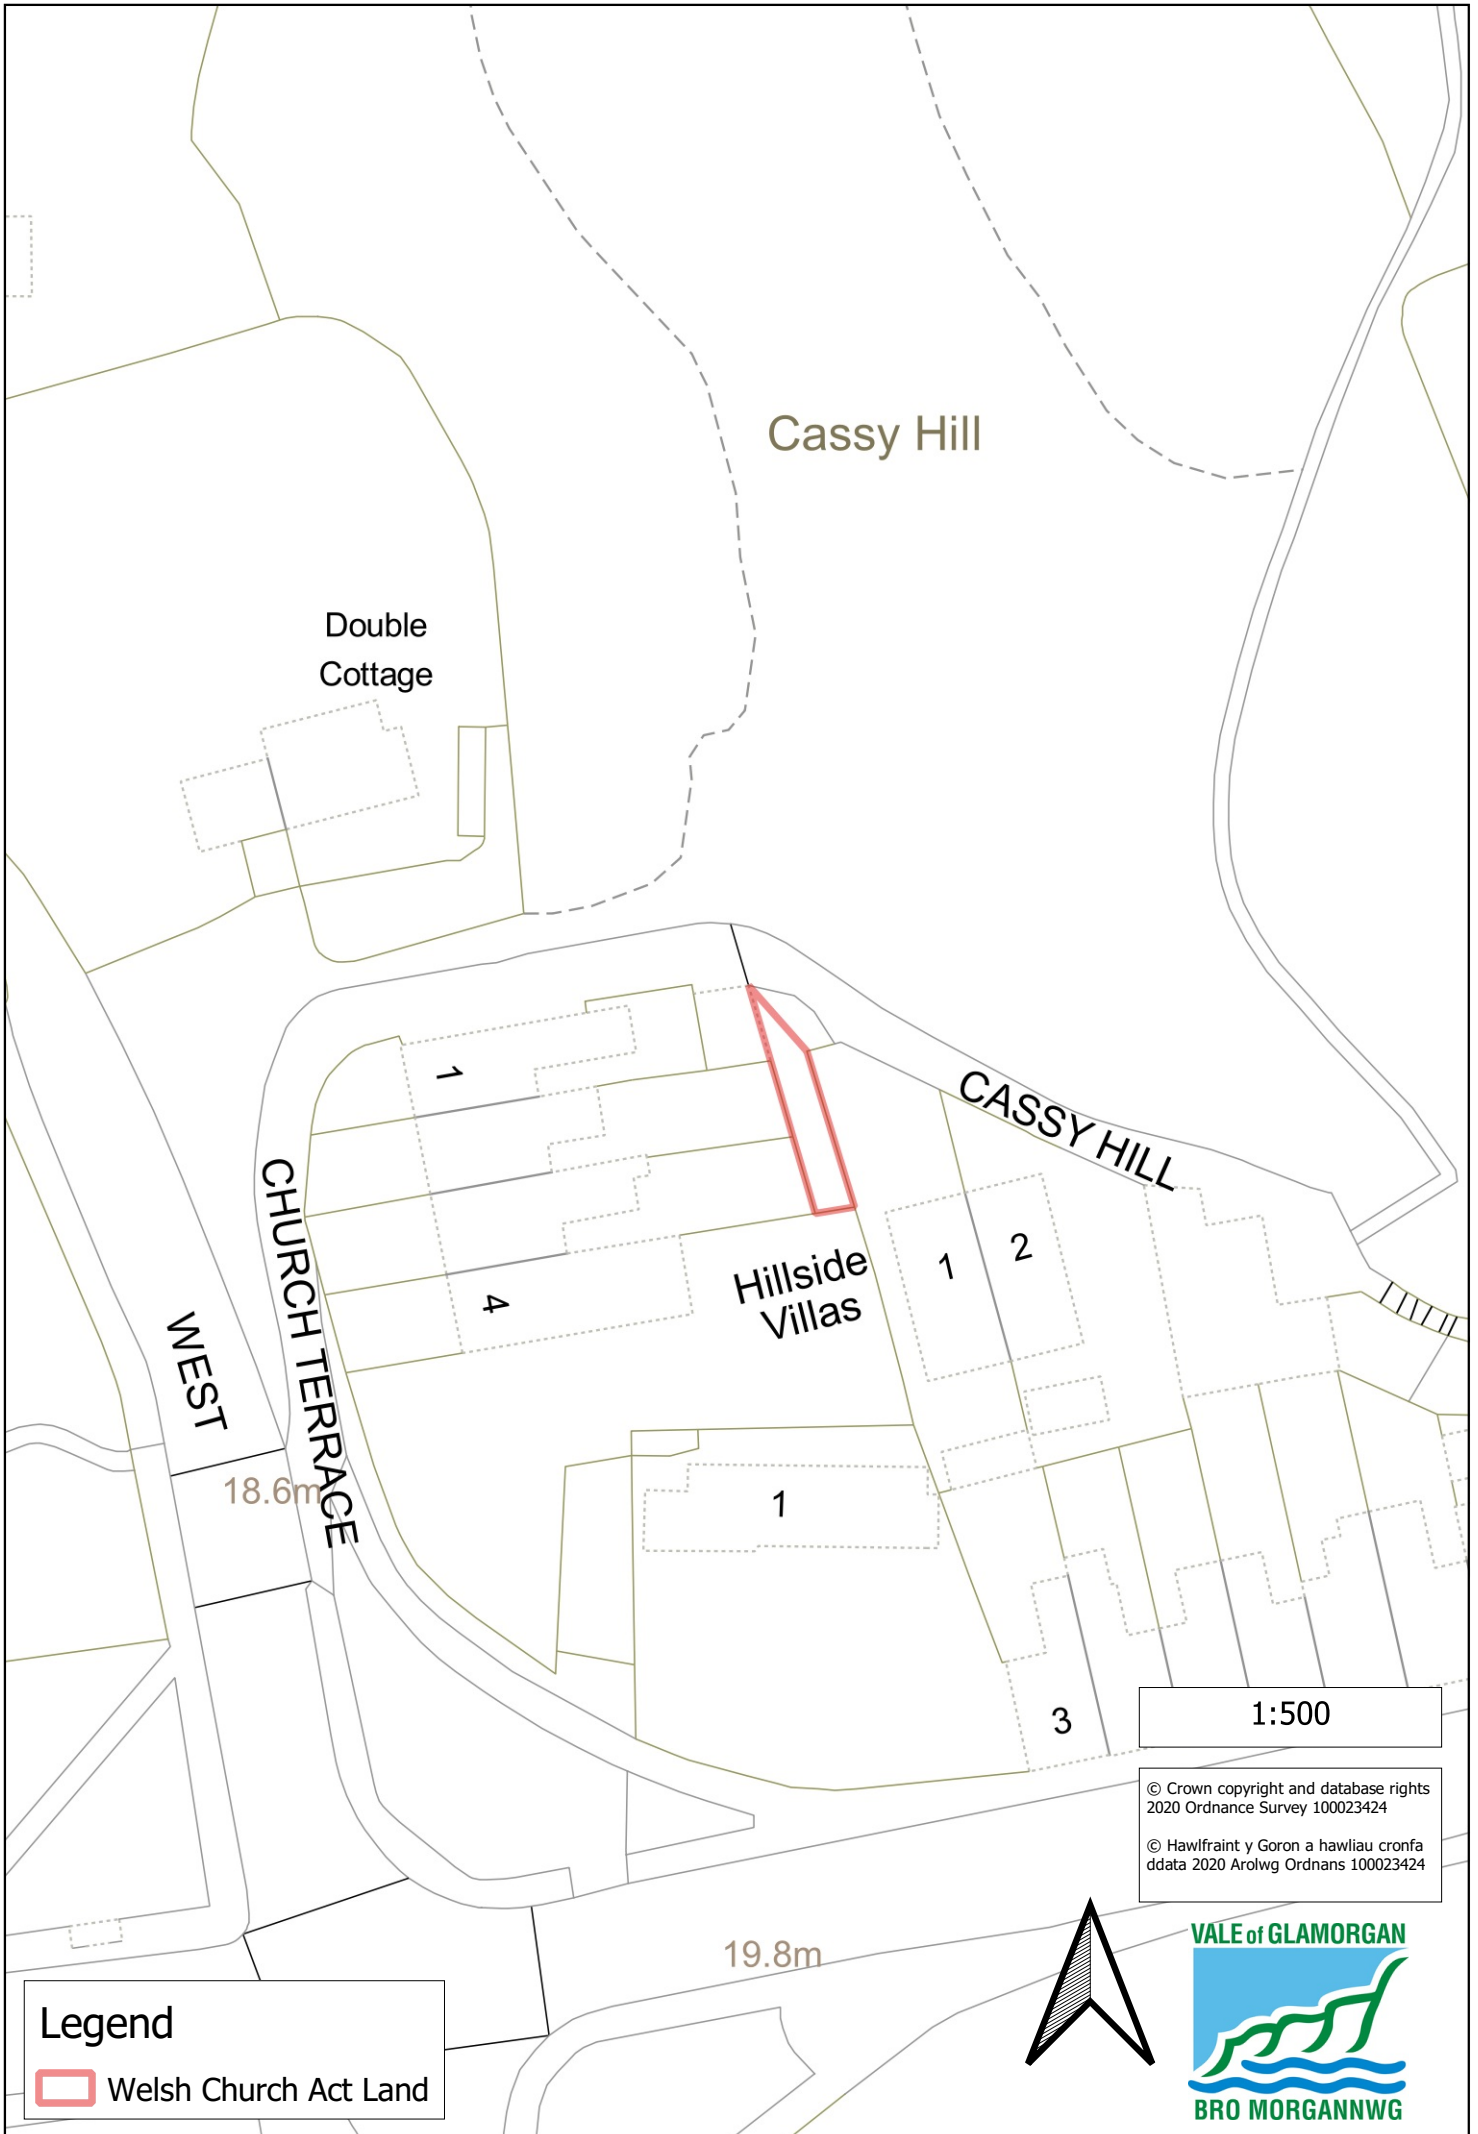 Cassy Hill
Double
Cottage
CASSY HILL
1
CHURCH TERRACE
4
Hillside
Villas
1
2
WEST
18.6m
1
3
1:500
© Crown copyright and database rights
2020 Ordnance Survey 100023424
© Hawlfraint y Goron a hawliau cronfa
ddata 2020 Arolwg Ordnans 100023424
19.8m
VALE of GLAMORGAN
BRO MORGANNWG
Legend
Welsh Church Act Land